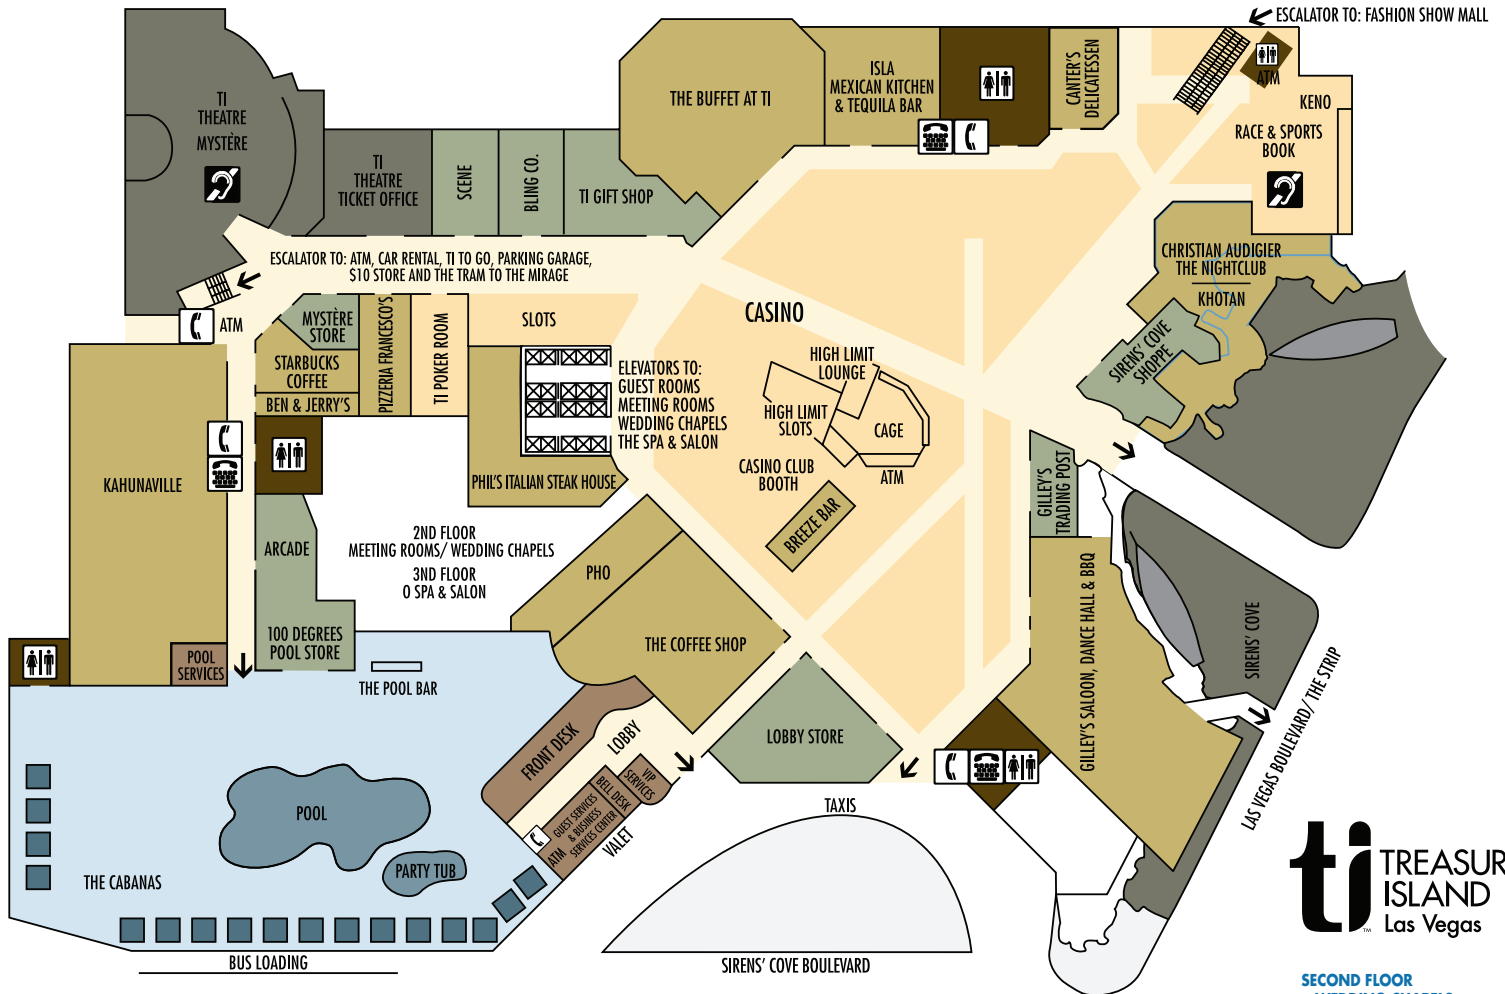 ESCALATOR TO: FASHION SHOW MALL
TI
THEATRE
MYSTÈRE
TI
THEATRE
TICKET OFFICE
SCENE
BLING CO.
TI GIFT SHOP
THE BUFFET AT TI
ISLA
MEXICAN KITCHEN
& TEQUILA BAR
CANTER'S
DELICATESSEN
ATM
KENO
RACE & SPORTS
BOOK
ESCALATOR TO: ATM, CAR RENTAL, TI TO GO, PARKING GARAGE,
$10 STORE AND THE TRAM TO THE MIRAGE
CHRISTIAN AUDIGIER
THE NIGHTCLUB
KHOTAN
SIRENS' COVE
SHOPPE
ATM
MYSTÈRE
STORE
STARBUCKS
COFFEE
BEN & JERRY'S
PIZZERIA FRANCESCO'S
TI POKER ROOM
SLOTS
CASINO
ELEVATORS TO:
GUEST ROOMS
MEETING ROOMS
WEDDING CHAPELS
THE SPA & SALON
HIGH LIMIT
LOUNGE
HIGH LIMIT
SLOTS
CAGE
ATM
CASINO CLUB
BOOTH
BREEZE BAR
PHIL'S ITALIAN STEAK HOUSE
KAHUNAVILLE
ARCADE
2ND FLOOR
MEETING ROOMS/ WEDDING CHAPELS
3ND FLOOR
O SPA & SALON
GILLEY'S
TRADING POST
GILLEY'S SALOON, DANCE HALL & BBQ
SIRENS' COVE
LAS VEGAS BOULEVARD/ THE STRIP
PHO
THE COFFEE SHOP
100 DEGREES
POOL STORE
POOL
SERVICES
THE POOL BAR
FRONT DESK
LOBBY
LOBBY STORE
VIP
SERVICES
BELL DESK
GUEST SERVICES
& BUSINESS
SERVICES CENTER
ATM
VALET
TAXIS
POOL
PARTY TUB
THE CABANAS
BUS LOADING
SIRENS' COVE BOULEVARD
ti TREASUR
ISLAND
Las Vegas
TM
SECOND FLOOR
WEDDING CHAPELS